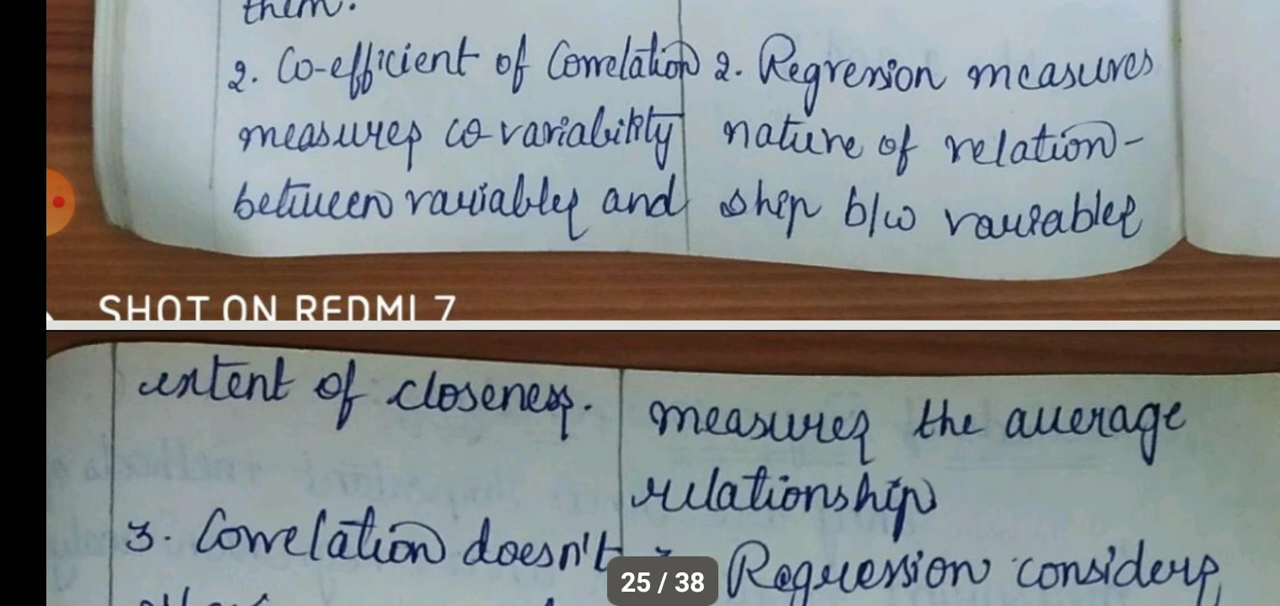 them.
2. Co-efficient of Correlation
measures co-variability
between variables and
2. Regression measures
nature of relation-
ship b/w variables
SHOT ON REDMI 7
extent of closeness.
3. Correlation doesn't
measures the average
relationship
Regression considers
25 / 38